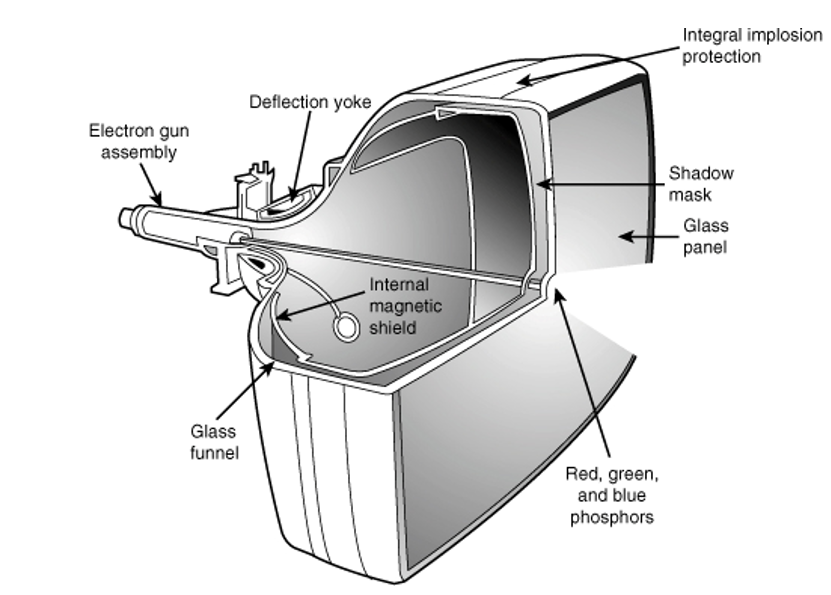 Integral implosion
protection
Deflection yoke
Electron gun
assembly
Shadow
mask
Glass
panel
Internal
magnetic
shield
Glass
funnel
Red, green,
and blue
phosphors